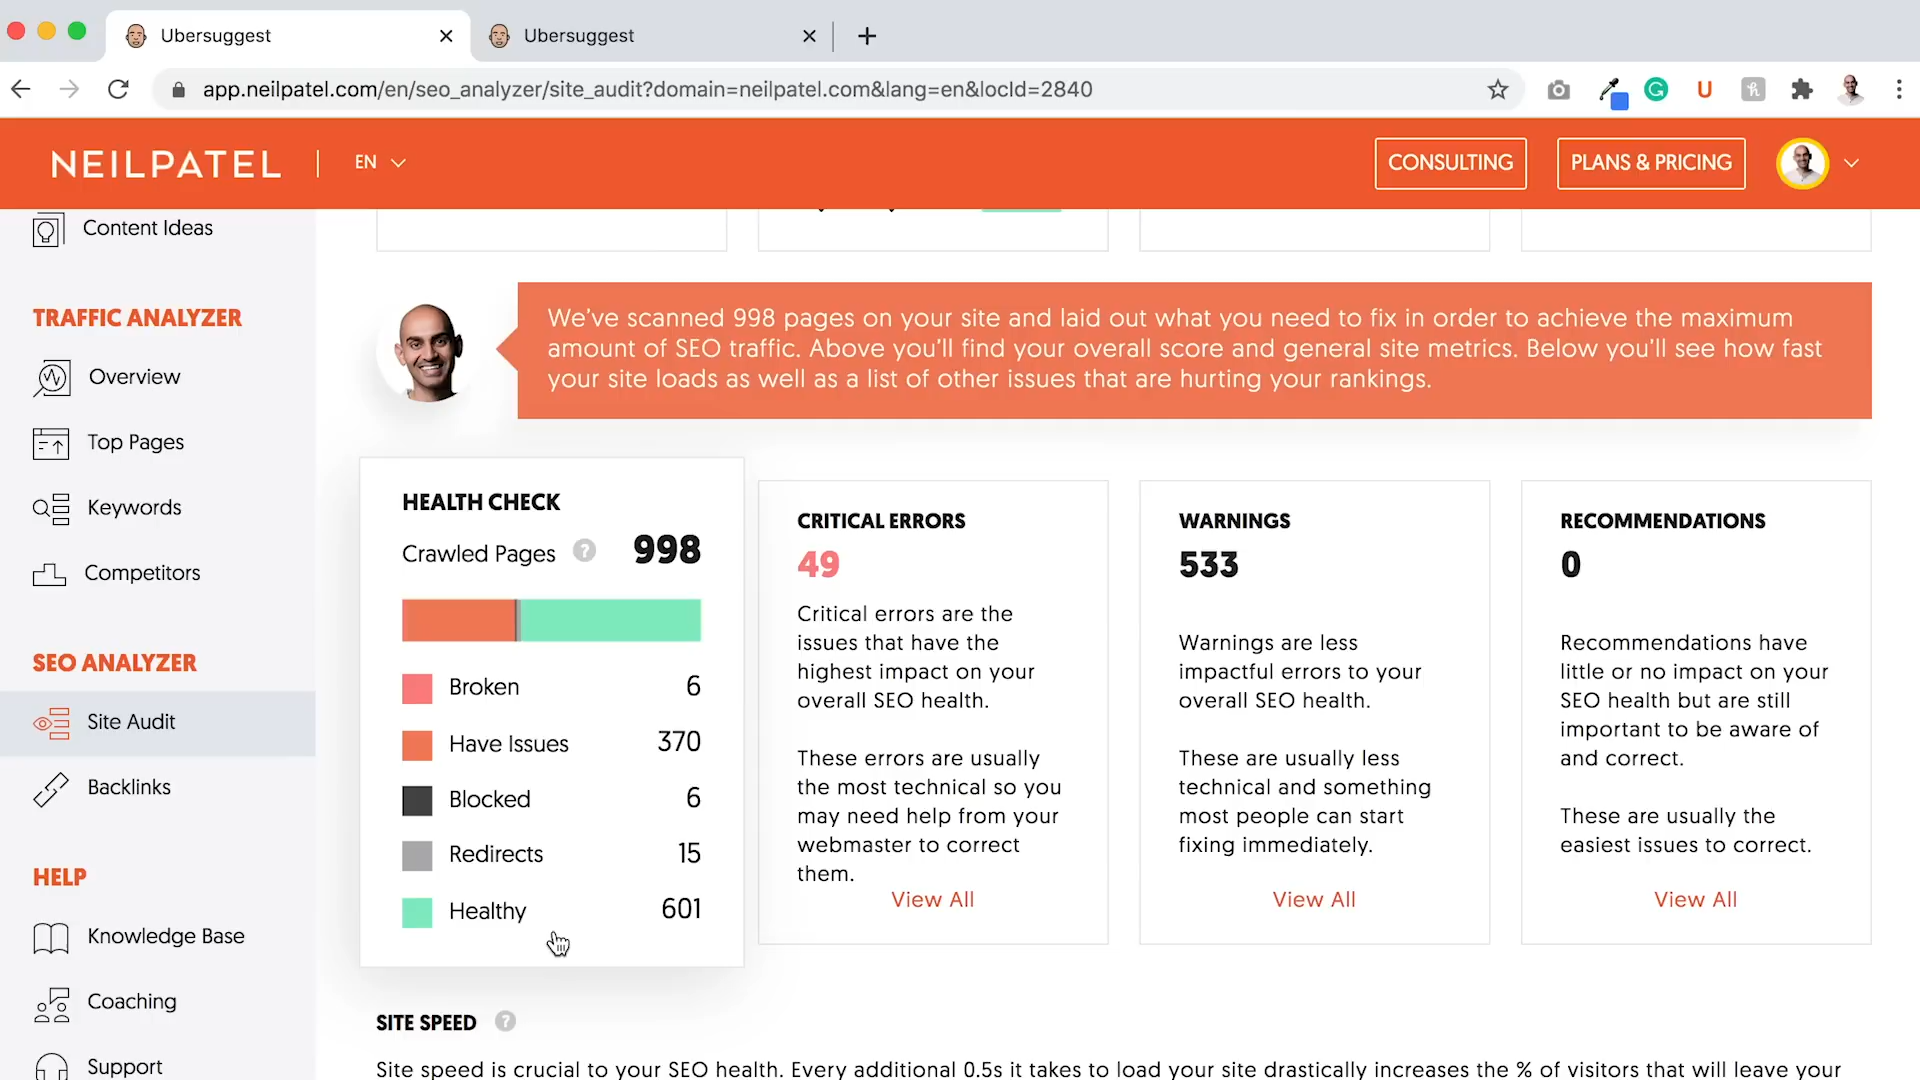 Ubersuggest
Ubersuggest
app.neilpatel.com/en/seo_analyzer/site_audit?domain=neilpatel.com&lang=en&locId=2840
NEILPATEL
EN
CONSULTING
PLANS & PRICING
Content Ideas
TRAFFIC ANALYZER
Overview
Top Pages
Keywords
Competitors
SEO ANALYZER
Site Audit
Backlinks
HELP
Knowledge Base
Coaching
Support
We've scanned 998 pages on your site and laid out what you need to fix in order to achieve the maximum
amount of SEO traffic. Above you'll find your overall score and general site metrics. Below you'll see how fast
your site loads as well as a list of other issues that are hurting your rankings.
HEALTH CHECK
Crawled Pages ? 998
Broken 6
Have Issues 370
Blocked 6
Redirects 15
Healthy 601
CRITICAL ERRORS
49
Critical errors are the
issues that have the
highest impact on your
overall SEO health.
These errors are usually
the most technical so you
may need help from your
webmaster to correct
them.
View All
WARNINGS
533
Warnings are less
impactful errors to your
overall SEO health.
These are usually less
technical and something
most people can start
fixing immediately.
View All
RECOMMENDATIONS
0
Recommendations have
little or no impact on your
SEO health but are still
important to be aware of
and correct.
These are usually the
easiest issues to correct.
View All
SITE SPEED ?
Site speed is crucial to your SEO health. Every additional 0.5s it takes to load your site drastically increases the % of visitors that will leave your